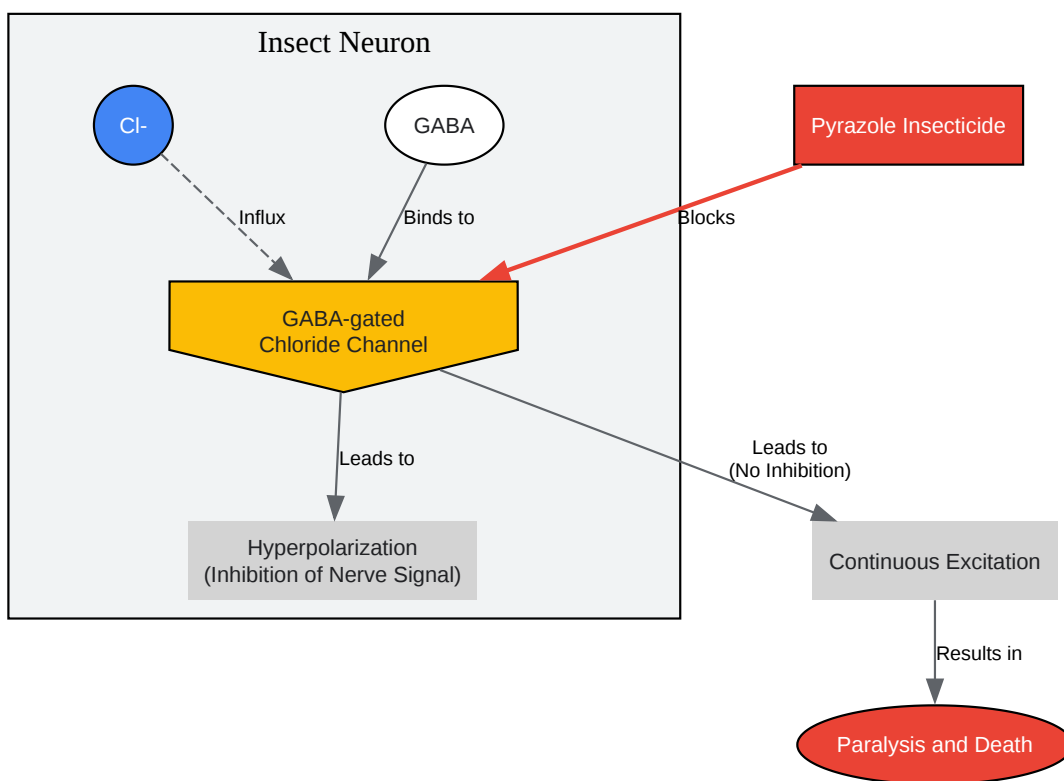 Insect Neuron
Cl-
GABA
Pyrazole Insecticide
Influx
Binds to
Blocks
GABA-gated
Chloride Channel
Leads to
Leads to
(No Inhibition)
Hyperpolarization
(Inhibition of Nerve Signal)
Continuous Excitation
Results in
Paralysis and Death